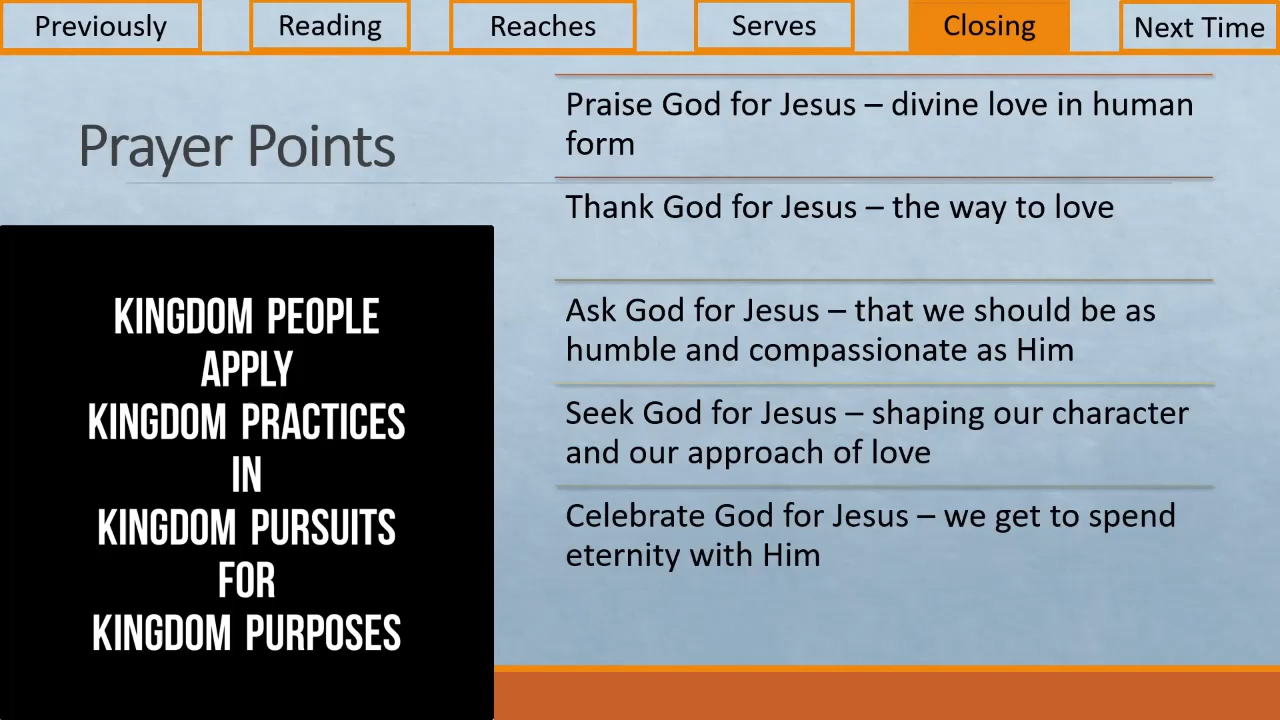 Previously
Reading
Reaches
Serves
Closing
Next Time
Prayer Points
KINGDOM PEOPLE
APPLY
KINGDOM PRACTICES
IN
KINGDOM PURSUITS
FOR
KINGDOM PURPOSES
Praise God for Jesus – divine love in human
form
Thank God for Jesus – the way to love
Ask God for Jesus – that we should be as
humble and compassionate as Him
Seek God for Jesus – shaping our character
and our approach of love
Celebrate God for Jesus – we get to spend
eternity with Him